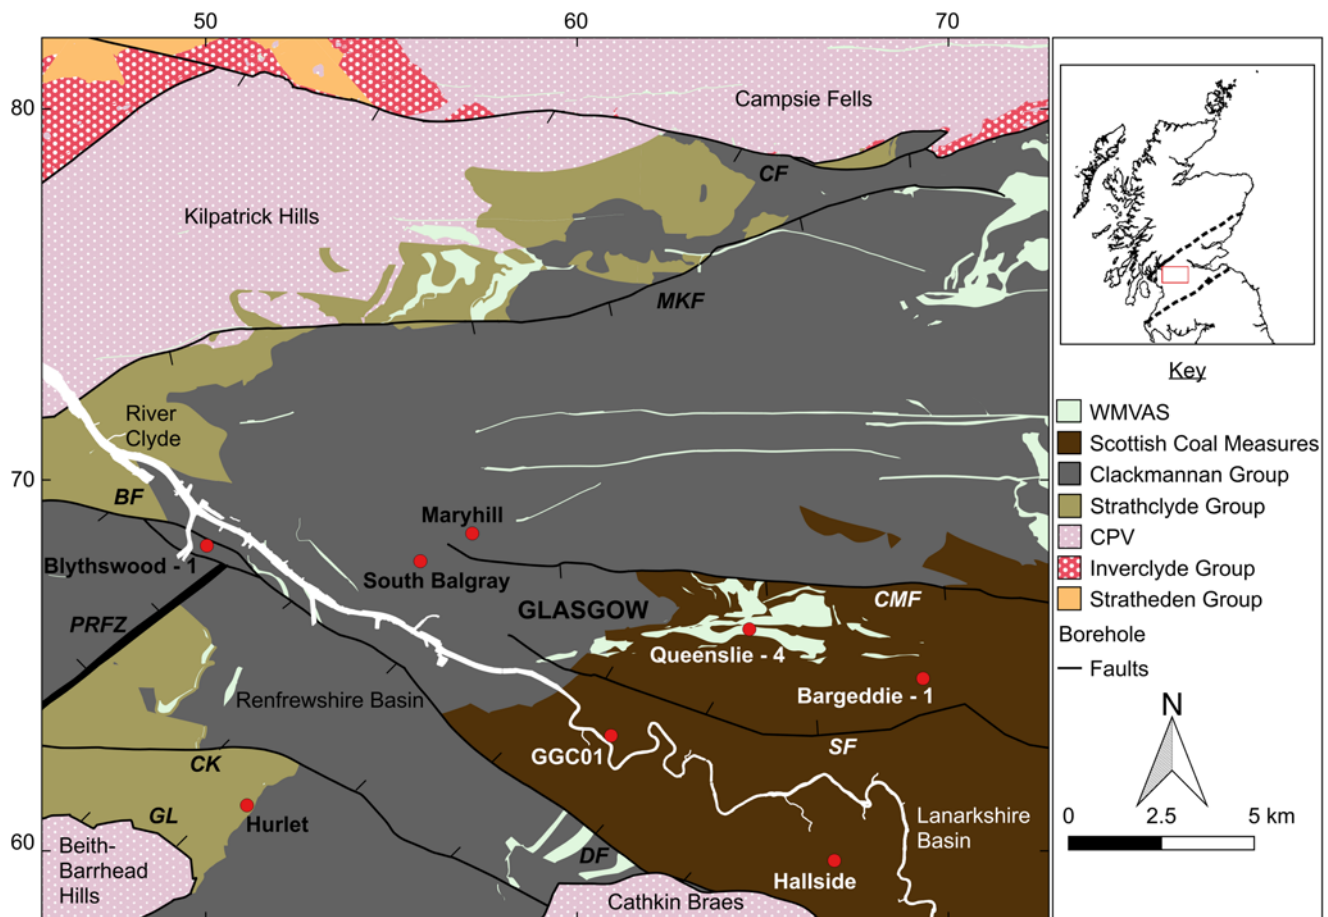 50
60
70
80
Campsie Fells
CF
Kilpatrick Hills
MKF
River
Clyde
70
BF
Maryhill
Blythswood - 1
South Balgray
GLASGOW
CMF
PRFZ
Queenslie - 4
Renfrewshire Basin
Bargeddie - 1
GGC01
SF
CK
GL
Hurlet
Lanarkshire
Basin
60
Beith-
Barrhead
Hills
DF
Hallside
Cathkin Braes
Key
WMVAS
Scottish Coal Measures
Clackmannan Group
Strathclyde Group
CPV
Inverclyde Group
Stratheden Group
Borehole
Faults
N
0 2.5 5 km